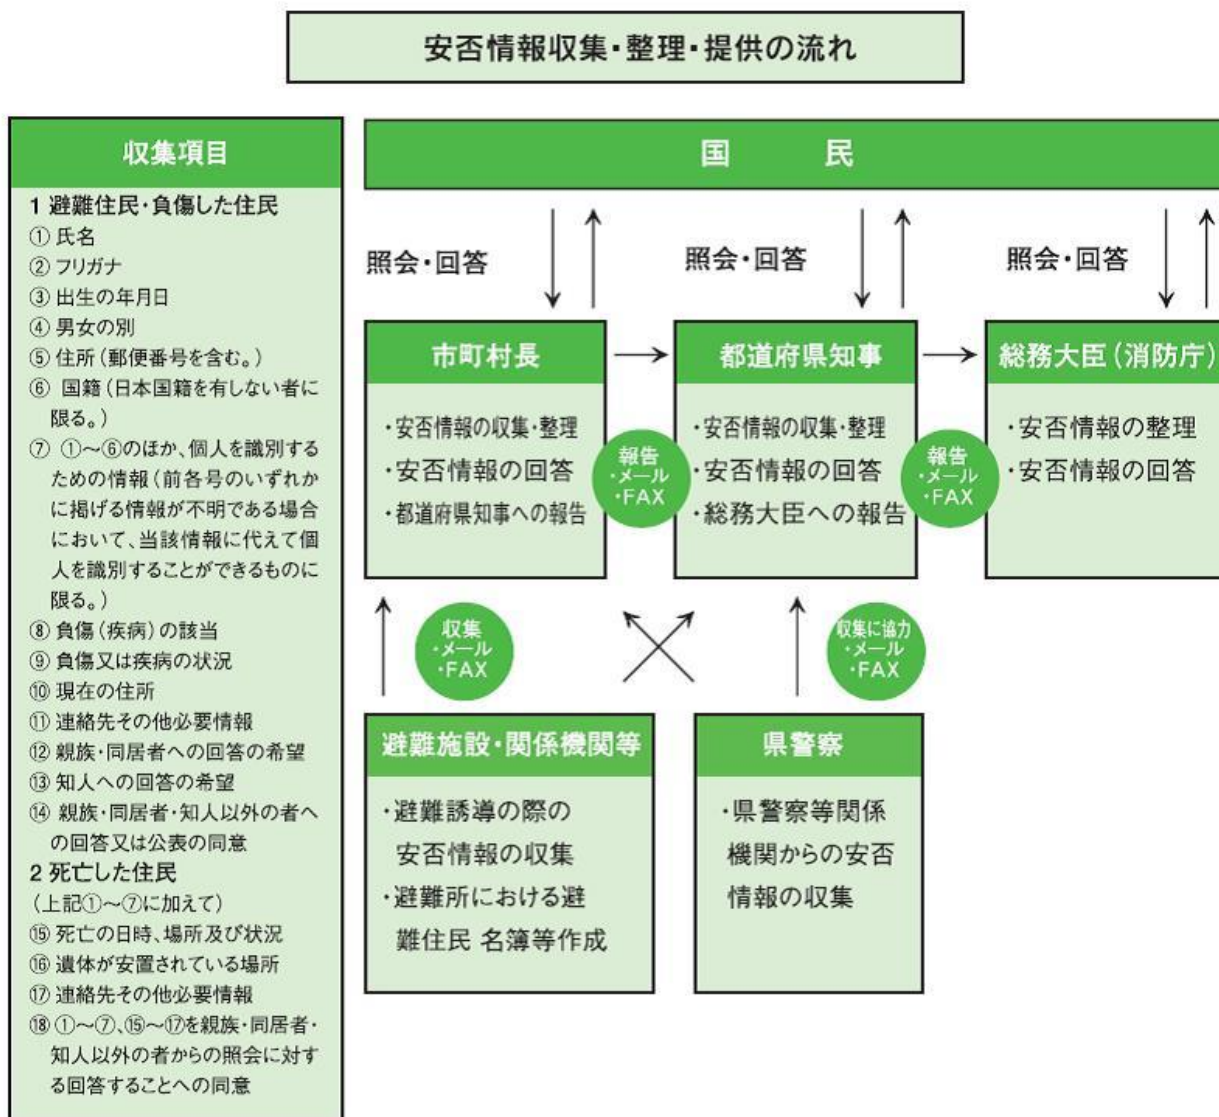 安否情報収集・整理・提供の流れ
収集項目
1 避難住民・負傷した住民
① 氏名
② フリガナ
③ 出生の年月日
④ 男女の別
⑤ 住所（郵便番号を含む。）
⑥ 国籍（日本国籍を有しない者に
限る。）
⑦ ①～⑥のほか、個人を識別する
ための情報（前各号のいずれか
に掲げる情報が不明である場合
において、当該情報に代えて個
人を識別することができるものに
限る。）
⑧ 負傷（疾病）の該当
⑨ 負傷又は疾病の状況
⑩ 現在の住所
⑪ 連絡先その他必要情報
⑫ 親族・同居者への回答の希望
⑬ 知人への回答の希望
⑭ 親族・同居者・知人以外の者へ
の回答又は公表の同意
2 死亡した住民
（上記①～⑦に加えて）
⑮ 死亡の日時、場所及び状況
⑯ 遺体が安置されている場所
⑰ 連絡先その他必要情報
⑱ ①～⑦、⑮～⑰を親族・同居者・
知人以外の者からの照会に対す
る回答することへの同意
国 民
照会・回答
照会・回答
照会・回答
市町村長
・安否情報の収集・整理
・安否情報の回答
・都道府県知事への報告
報告
・メール
・FAX
都道府県知事
・安否情報の収集・整理
・安否情報の回答
・総務大臣への報告
報告
・メール
・FAX
総務大臣（消防庁）
・安否情報の整理
・安否情報の回答
収集
・メール
・FAX
収集に協力
・メール
・FAX
避難施設・関係機関等
・避難誘導の際の
安否情報の収集
・避難所における避
難住民 名簿等作成
県警察
・県警察等関係
機関からの安否
情報の収集